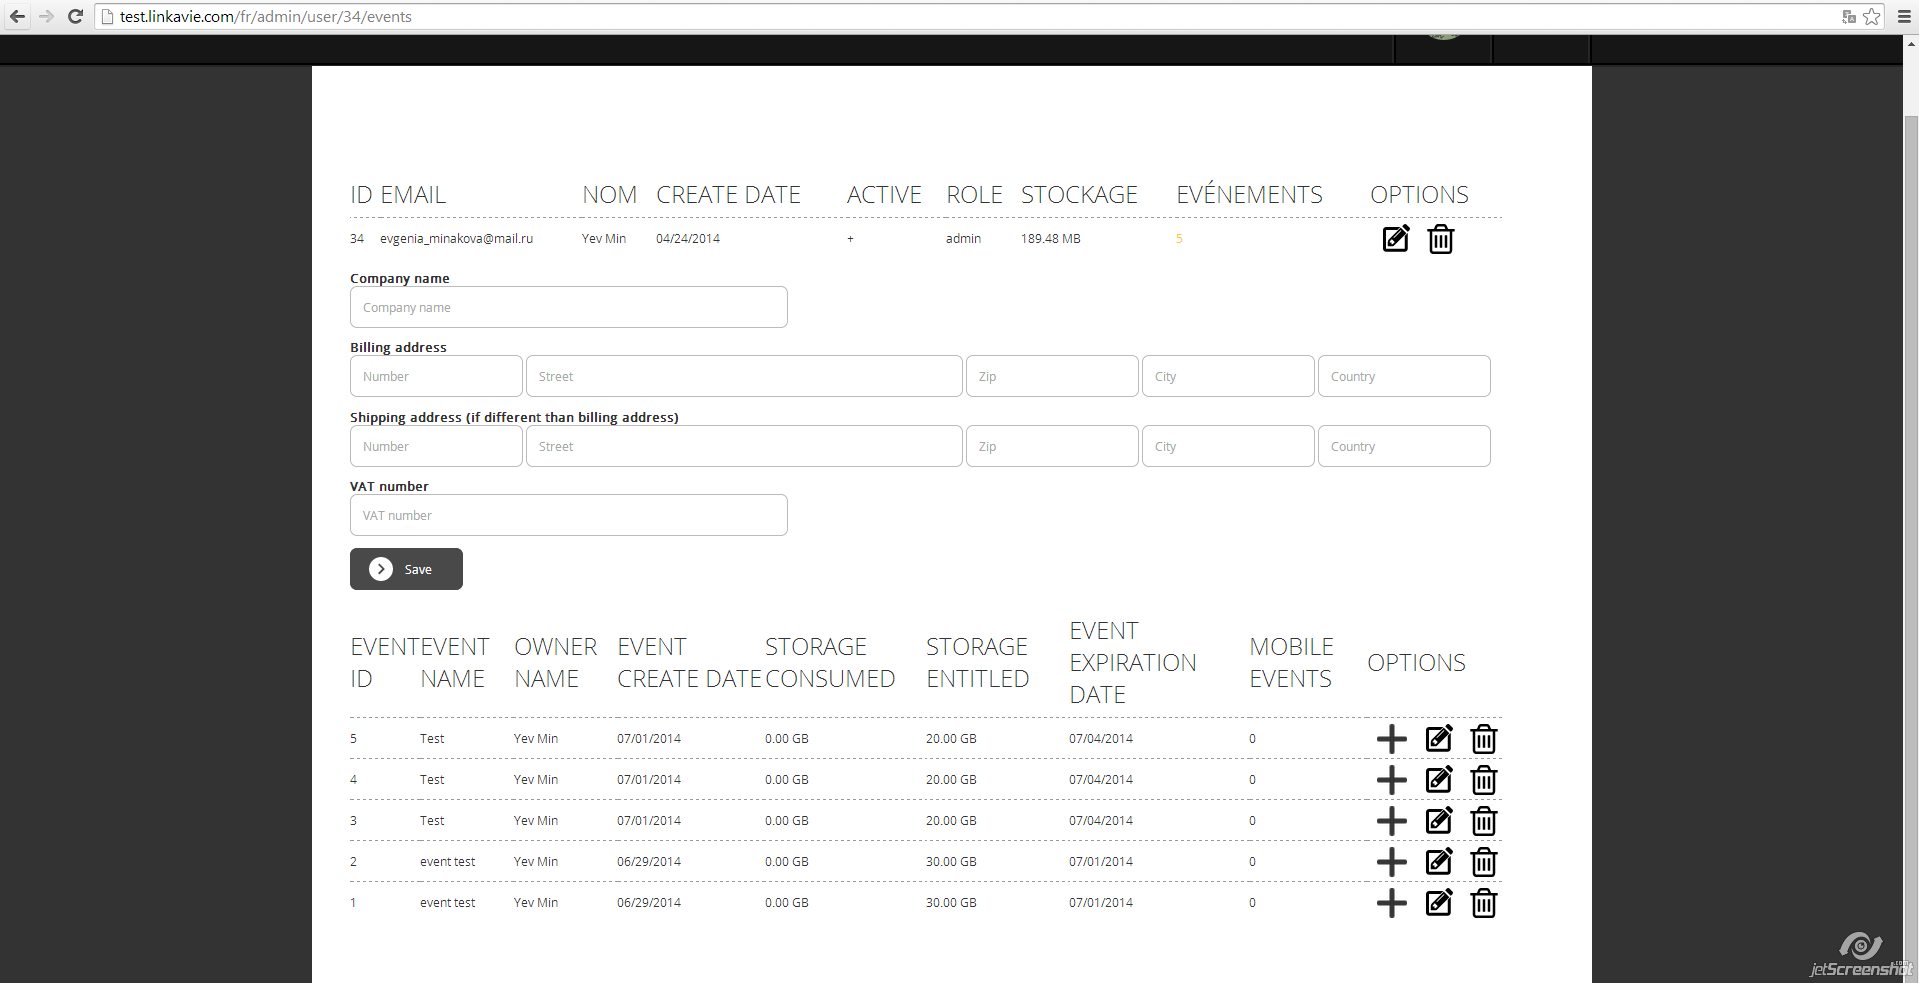 test.linkavie.com/fr/admin/user/34/events
ID EMAIL NOM CREATE DATE ACTIVE ROLE STOCKAGE EVÉNEMENTS OPTIONS
34 evgenia_minakova@mail.ru Yev Min 04/24/2014 + admin 189.48 MB 5
Company name
Company name
Billing address
Number Street Zip City Country
Shipping address (if different than billing address)
Number Street Zip City Country
VAT number
VAT number
Save
EVENT ID EVENT NAME OWNER NAME EVENT CREATE DATE STORAGE CONSUMED STORAGE ENTITLED EVENT EXPIRATION DATE MOBILE EVENTS OPTIONS
5 Test Yev Min 07/01/2014 0.00 GB 20.00 GB 07/04/2014 0
4 Test Yev Min 07/01/2014 0.00 GB 20.00 GB 07/04/2014 0
3 Test Yev Min 07/01/2014 0.00 GB 20.00 GB 07/04/2014 0
2 event test Yev Min 06/29/2014 0.00 GB 30.00 GB 07/01/2014 0
1 event test Yev Min 06/29/2014 0.00 GB 30.00 GB 07/01/2014 0
jetScreenshot.com